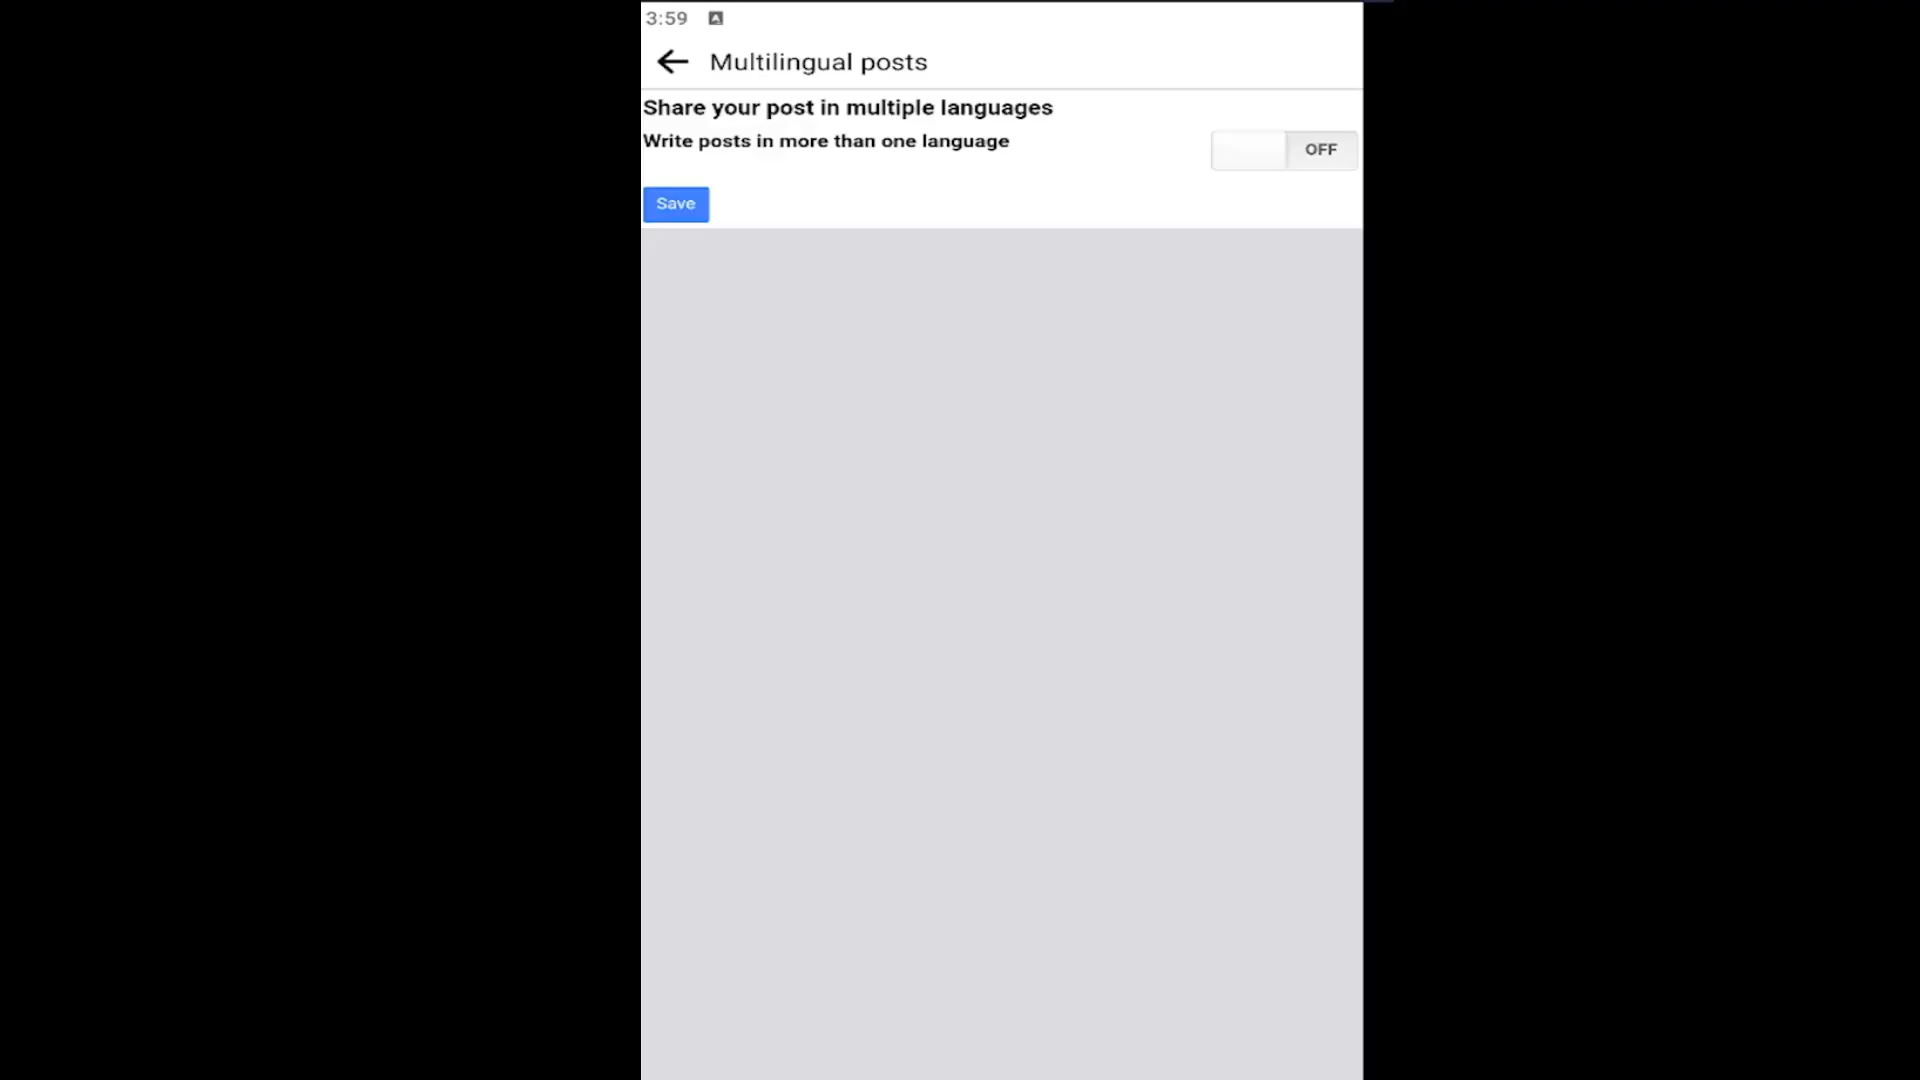 3:59
Multilingual posts
Share your post in multiple languages
Write posts in more than one language
OFF
Save